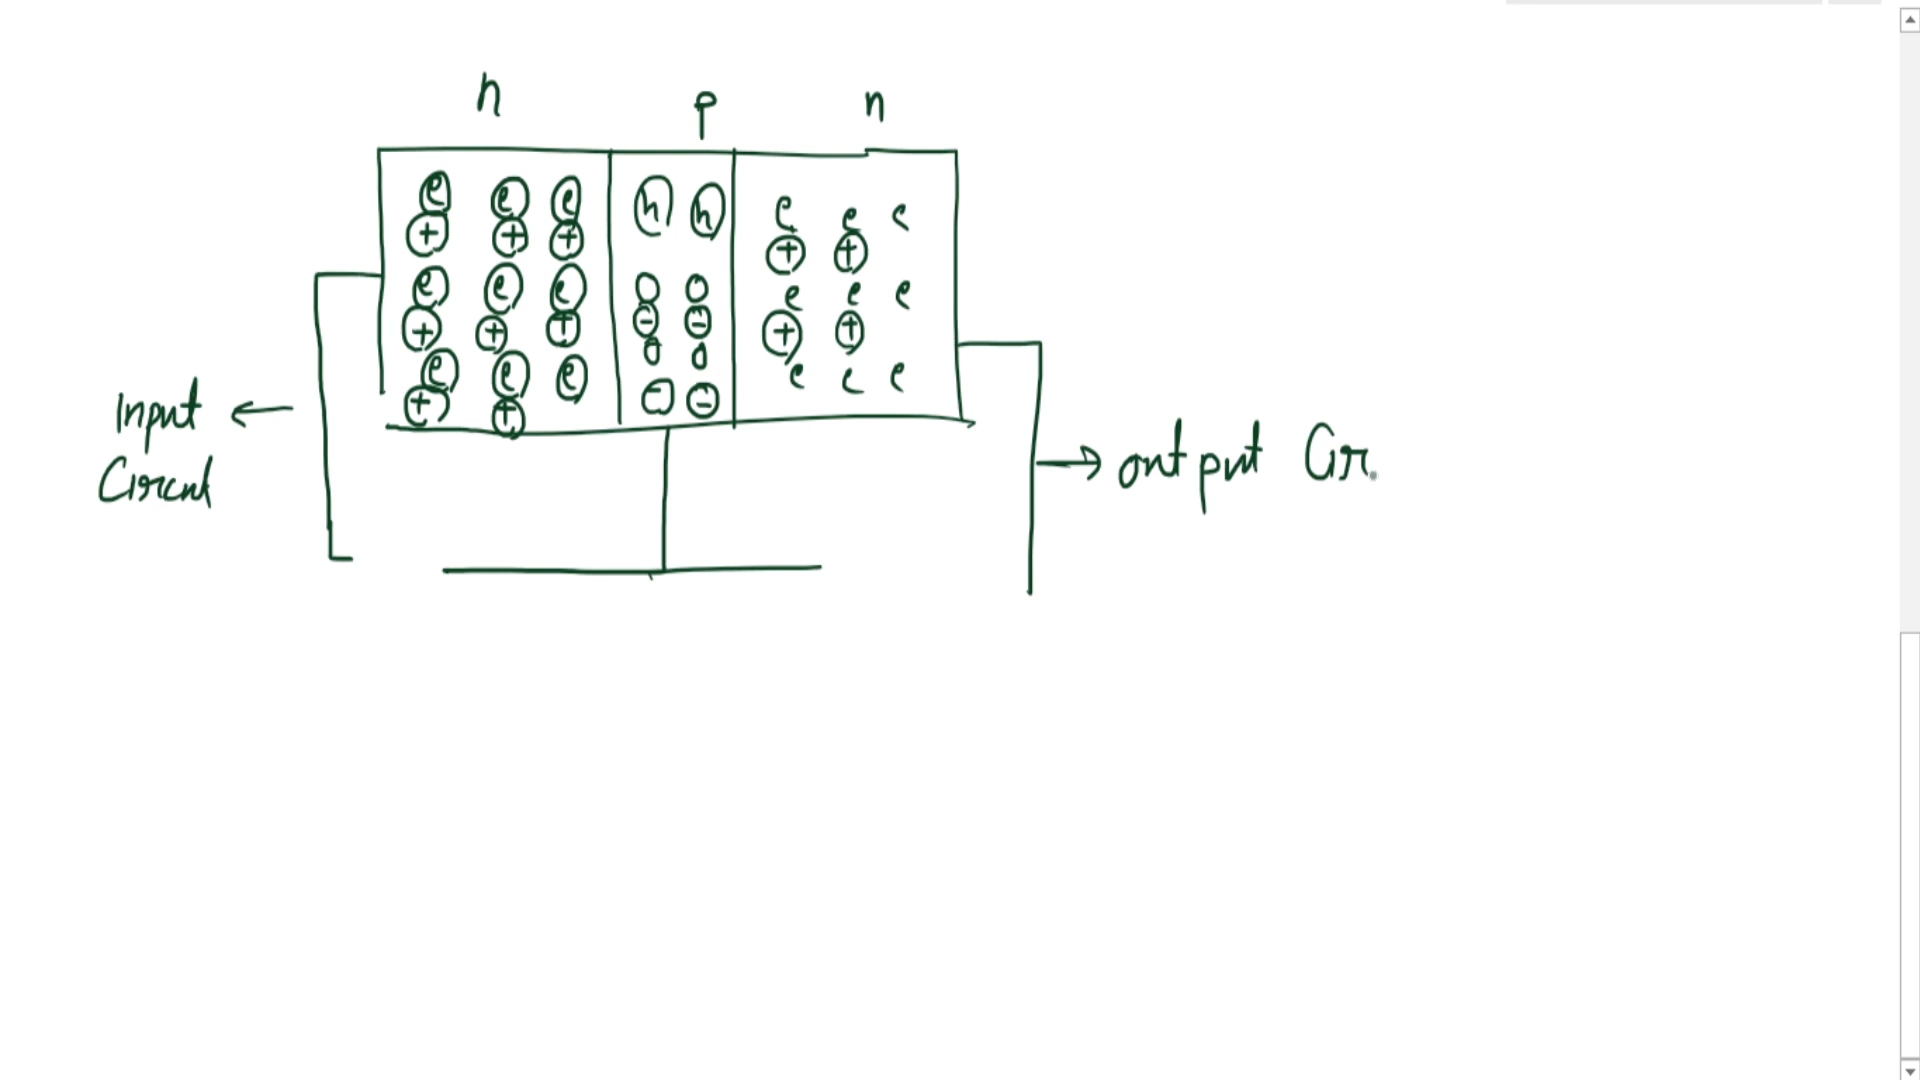 n p n
e e e h h e e e
+ + + + +
e e e o o e e e
+ + + - - + +
e e e o o e e e
+ + - -
Input
Circuit
output Cir.